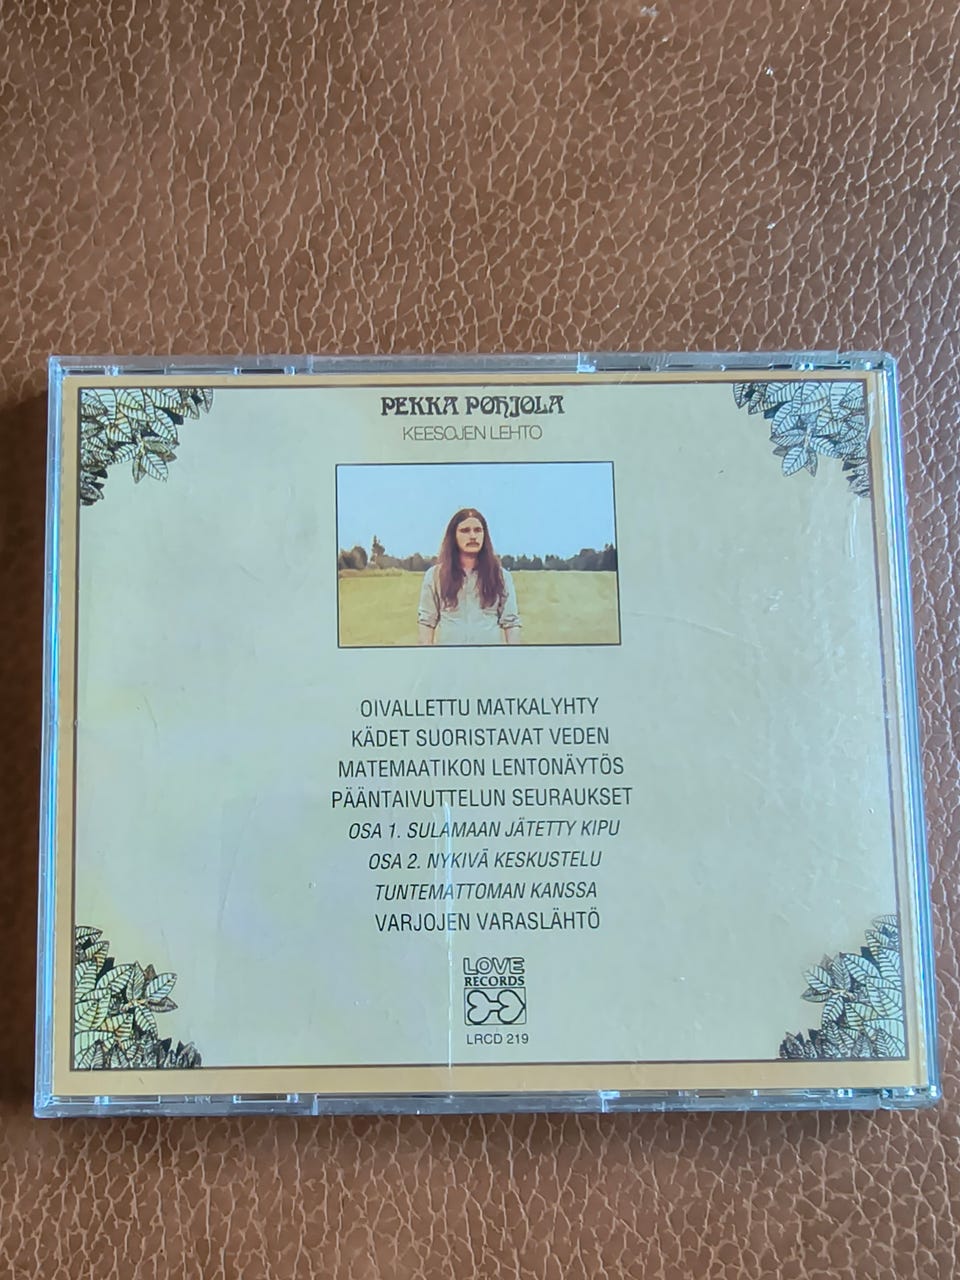 PEKKA POHJOLA
KEESOJEN LEHTO
OIVALLETTU MATKALYHTY
KÄDET SUORISTAVAT VEDEN
MATEMAATIKON LENTONÄYTÖS
PÄÄNTAIVUTTELUN SEURAUKSET
OSA 1. SULAMAAN JÄTETTY KIPU
OSA 2. NYKIVÄ KESKUSTELU
TUNTEMATTOMAN KANSSA
VARJOJEN VARASLÄHTÖ
LOVE
RECORDS
LRCD 219